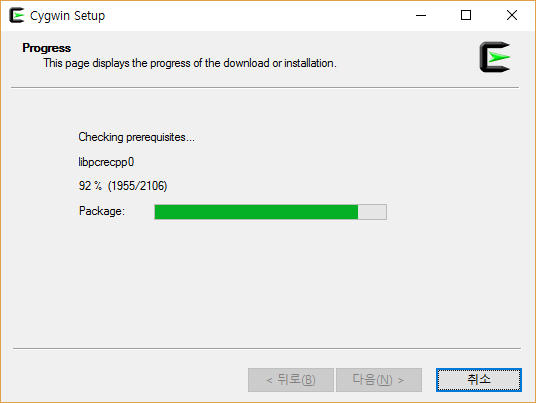 Cygwin Setup
Progress
This page displays the progress of the download or installation.
Checking prerequisites...
libpcrecpp0
92 % (1955/2106)
Package:
< 뒤로(B)
다음(N) >
취소